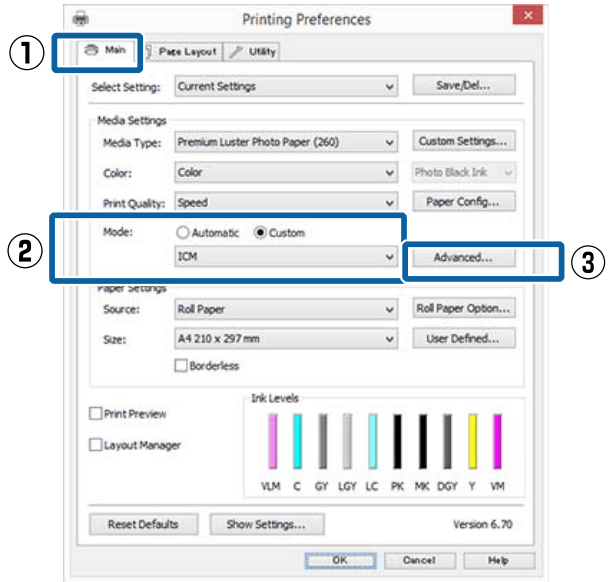 Printing Preferences
①
Main
Page Layout
Utility
Select Setting: Current Settings Save/Del...
Media Settings
Media Type: Premium Luster Photo Paper (260) Custom Settings...
Color: Color Photo Black Ink
Print Quality: Speed Paper Config...
②
Mode: Automatic Custom
ICM Advanced...
③
Paper Settings
Source: Roll Paper Roll Paper Option...
Size: A4 210 x 297 mm User Defined...
Borderless
Ink Levels
Print Preview
Layout Manager
VLM C GY LGY LC PK MK DGY Y VM
Reset Defaults Show Settings... Version 6.70
OK Cancel Help